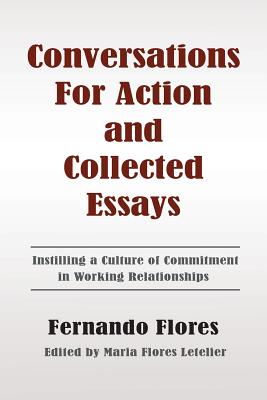 Conversations
For Action
and
Collected
Essays
Instilling a Culture of Commitment
in Working Relationships
Fernando Flores
Edited by Maria Flores Letelier